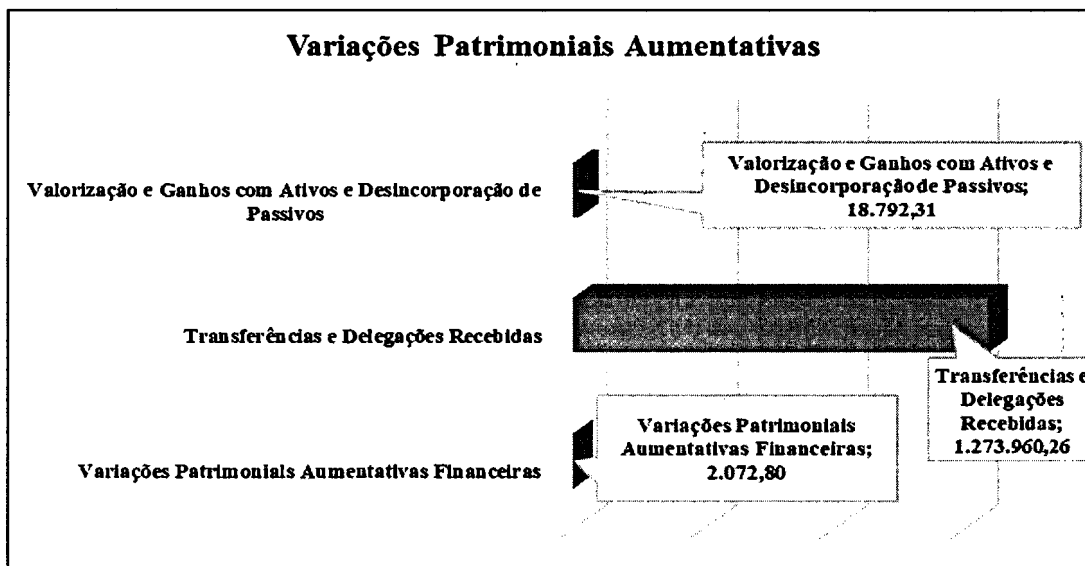 Variações Patrimoniais Aumentativas
Valorização e Ganhos com Ativos e Desincorporação de
Passivos
Valorização e Ganhos com Ativos e
Desincorporação de Passivos;
18.792,31
Transferências e Delegações Recebidas
Transferências e
Delegações
Recebidas;
1.273.960,26
Variações Patrimoniais Aumentativas Financeiras
Variações Patrimoniais
Aumentativas Financeiras;
2.072,80